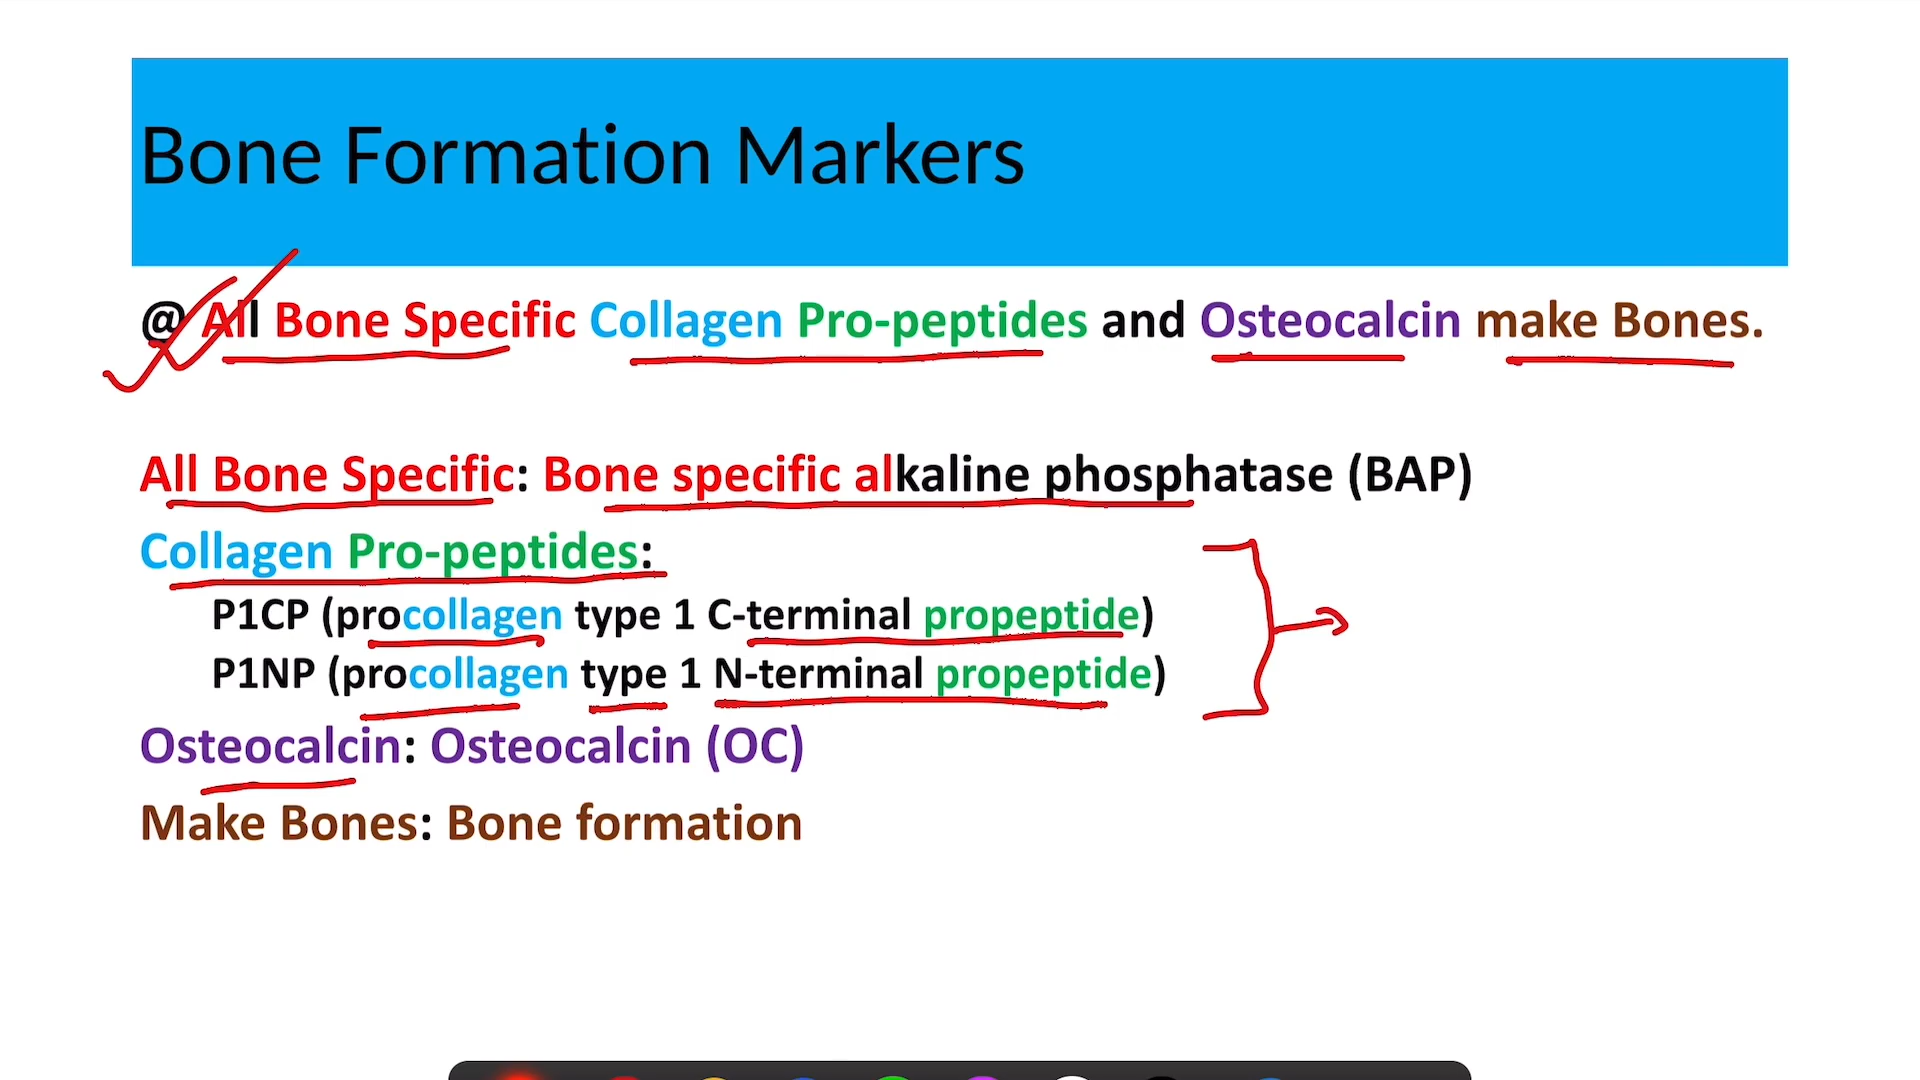 Bone Formation Markers
@ All Bone Specific Collagen Pro-peptides and Osteocalcin make Bones.
All Bone Specific: Bone specific alkaline phosphatase (BAP)
Collagen Pro-peptides:
P1CP (procollagen type 1 C-terminal propeptide)
P1NP (procollagen type 1 N-terminal propeptide)
Osteocalcin: Osteocalcin (OC)
Make Bones: Bone formation